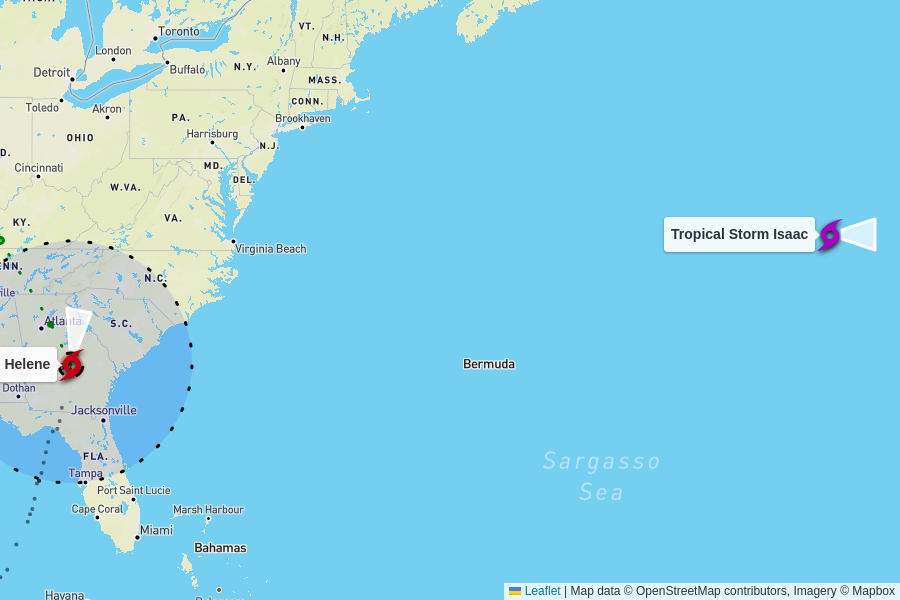 Toronto
VT.
N.H.
London
Albany
Detroit
Buffalo
N.Y.
MASS.
Toledo
Akron
CONN.
PA.
Brookhaven
OHIO
Harrisburg
N.J.
D.
Cincinnati
MD.
DEL.
W.VA.
KY.
VA.
Tropical Storm Isaac
Virginia Beach
ENN.
N.C.
ville
Atlanta
S.C.
Helene
Bermuda
Dothan
Jacksonville
FLA.
Sargasso
Sea
Tampa
Port Saint Lucie
Cape Coral
Marsh Harbour
Miami
Bahamas
Havana
Leaflet | Map data © OpenStreetMap contributors, Imagery © Mapbox